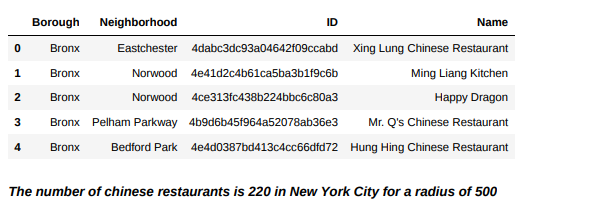 Borough Neighborhood ID Name
0 Bronx Eastchester 4dabc3dc93a04642f09ccabd Xing Lung Chinese Restaurant
1 Bronx Norwood 4e41d2c4b61ca5ba3b1f9c6b Ming Liang Kitchen
2 Bronx Norwood 4ce313fc438b224bbc6c80a3 Happy Dragon
3 Bronx Pelham Parkway 4b9d6b45f964a52078ab36e3 Mr. Q's Chinese Restaurant
4 Bronx Bedford Park 4e4d0387bd413c4cc66dfd72 Hung Hing Chinese Restaurant
The number of chinese restaurants is 220 in New York City for a radius of 500